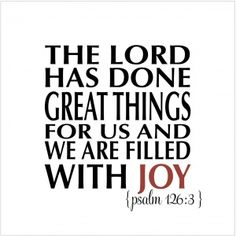 THE LORD
HAS DONE
GREAT THINGS
FOR US AND
WE ARE FILLED
WITH JOY
{psalm 126:3}